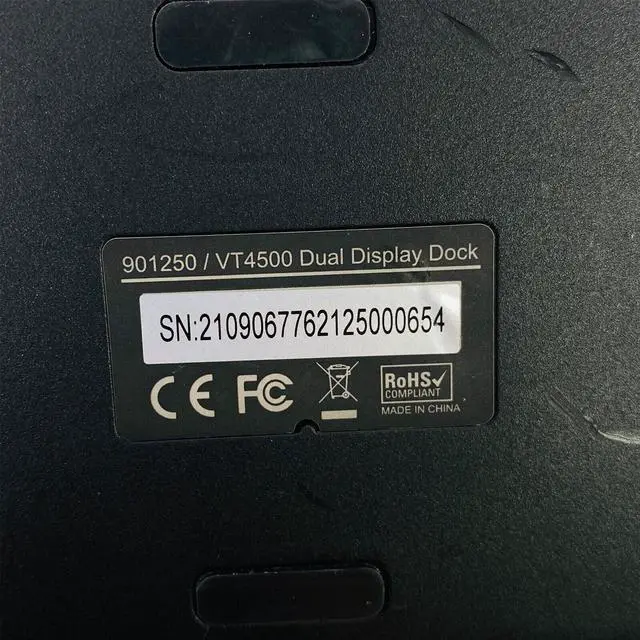 901250 / VT4500 Dual Display Dock
SN:2109067762125000654
CE FC RoHS
COMPLIANT
MADE IN CHINA